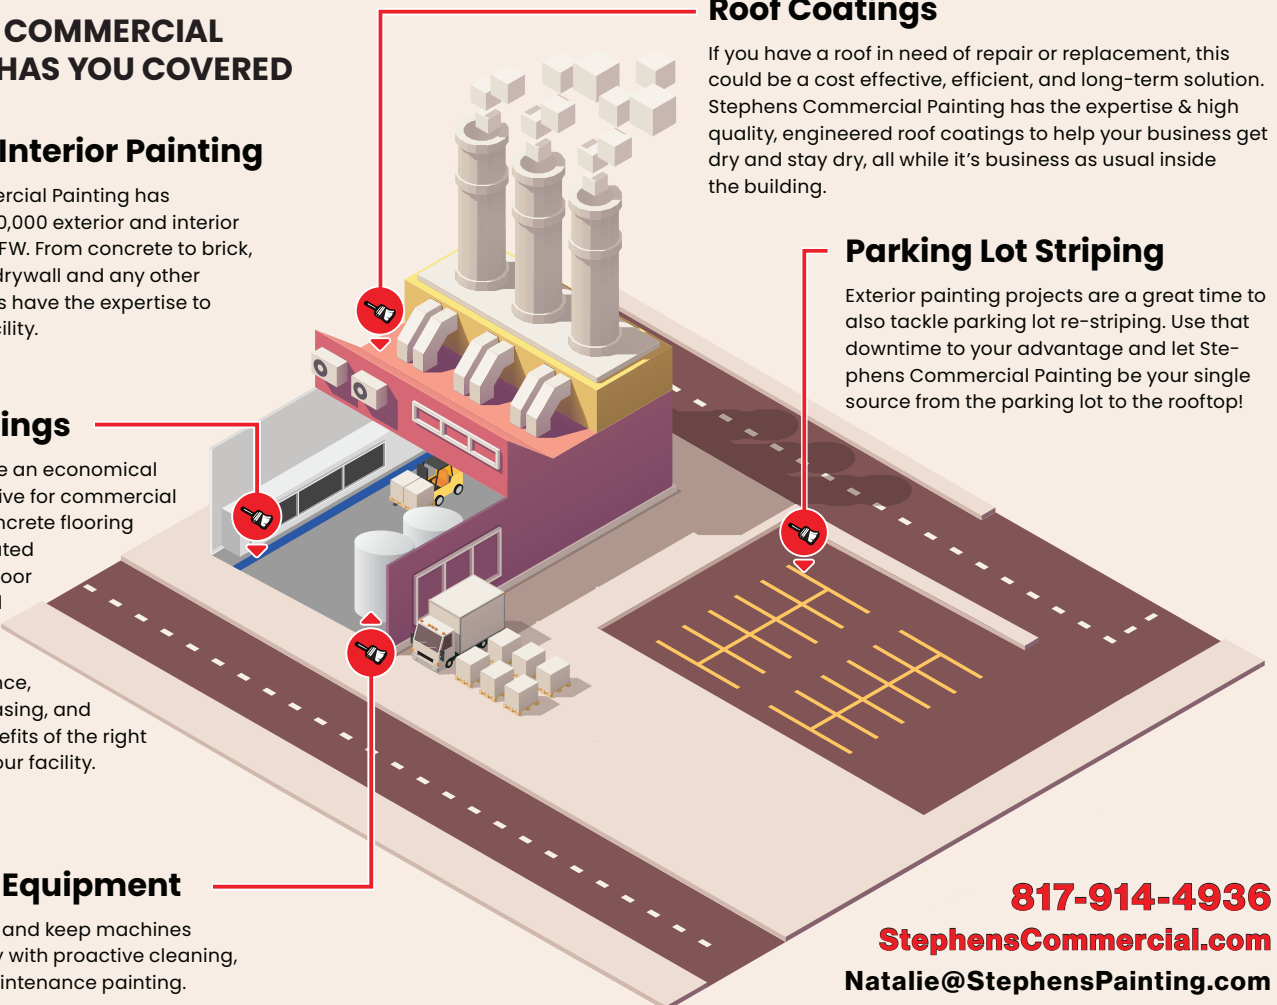 COMMERCIAL
HAS YOU COVERED
Interior Painting
ercial Painting has
0,000 exterior and interior
FW. From concrete to brick,
drywall and any other
s have the expertise to
cility.
ings
e an economical
ive for commercial
ncrete flooring
ated
oor
nce,
asing, and
efits of the right
our facility.
Equipment
and keep machines
y with proactive cleaning,
intenance painting.
Roof Coatings
If you have a roof in need of repair or replacement, this
could be a cost effective, efficient, and long-term solution.
Stephens Commercial Painting has the expertise & high
quality, engineered roof coatings to help your business get
dry and stay dry, all while it’s business as usual inside
the building.
Parking Lot Striping
Exterior painting projects are a great time to
also tackle parking lot re-striping. Use that
downtime to your advantage and let Ste-
phens Commercial Painting be your single
source from the parking lot to the rooftop!
817-914-4936
StephensCommercial.com
Natalie@StephensPainting.com